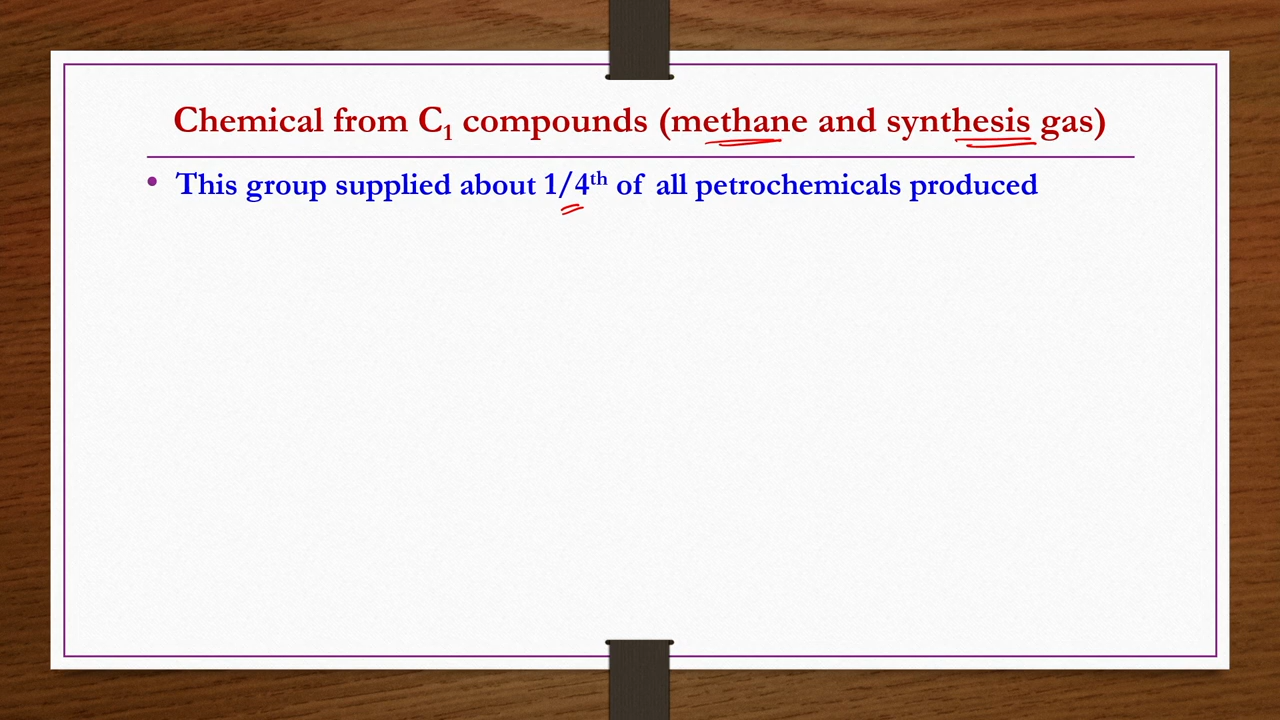 Chemical from C₁ compounds (methane and synthesis gas)
• This group supplied about 1/4ᵗʰ of all petrochemicals produced